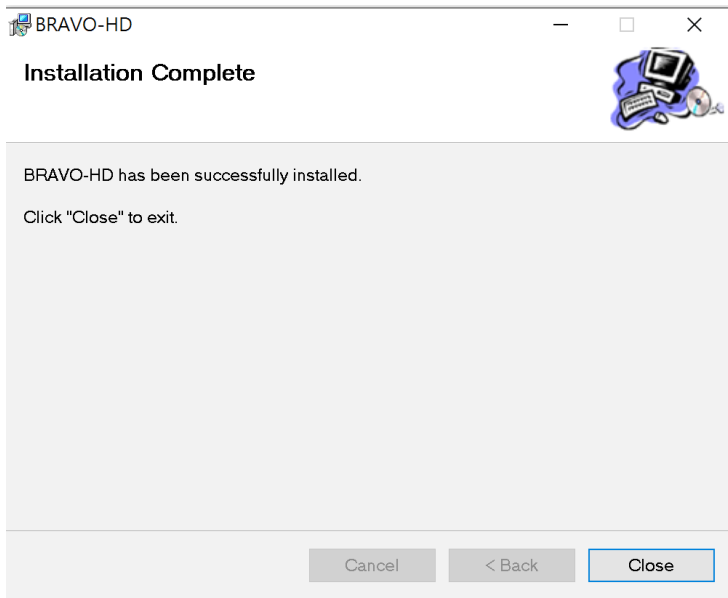 BRAVO-HD
Installation Complete
BRAVO-HD has been successfully installed.
Click "Close" to exit.
Cancel
< Back
Close